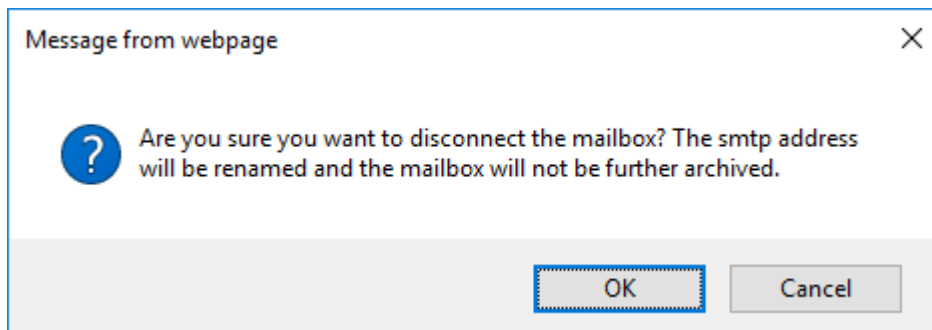 Message from webpage
Are you sure you want to disconnect the mailbox? The smtp address
will be renamed and the mailbox will not be further archived.
OK
Cancel